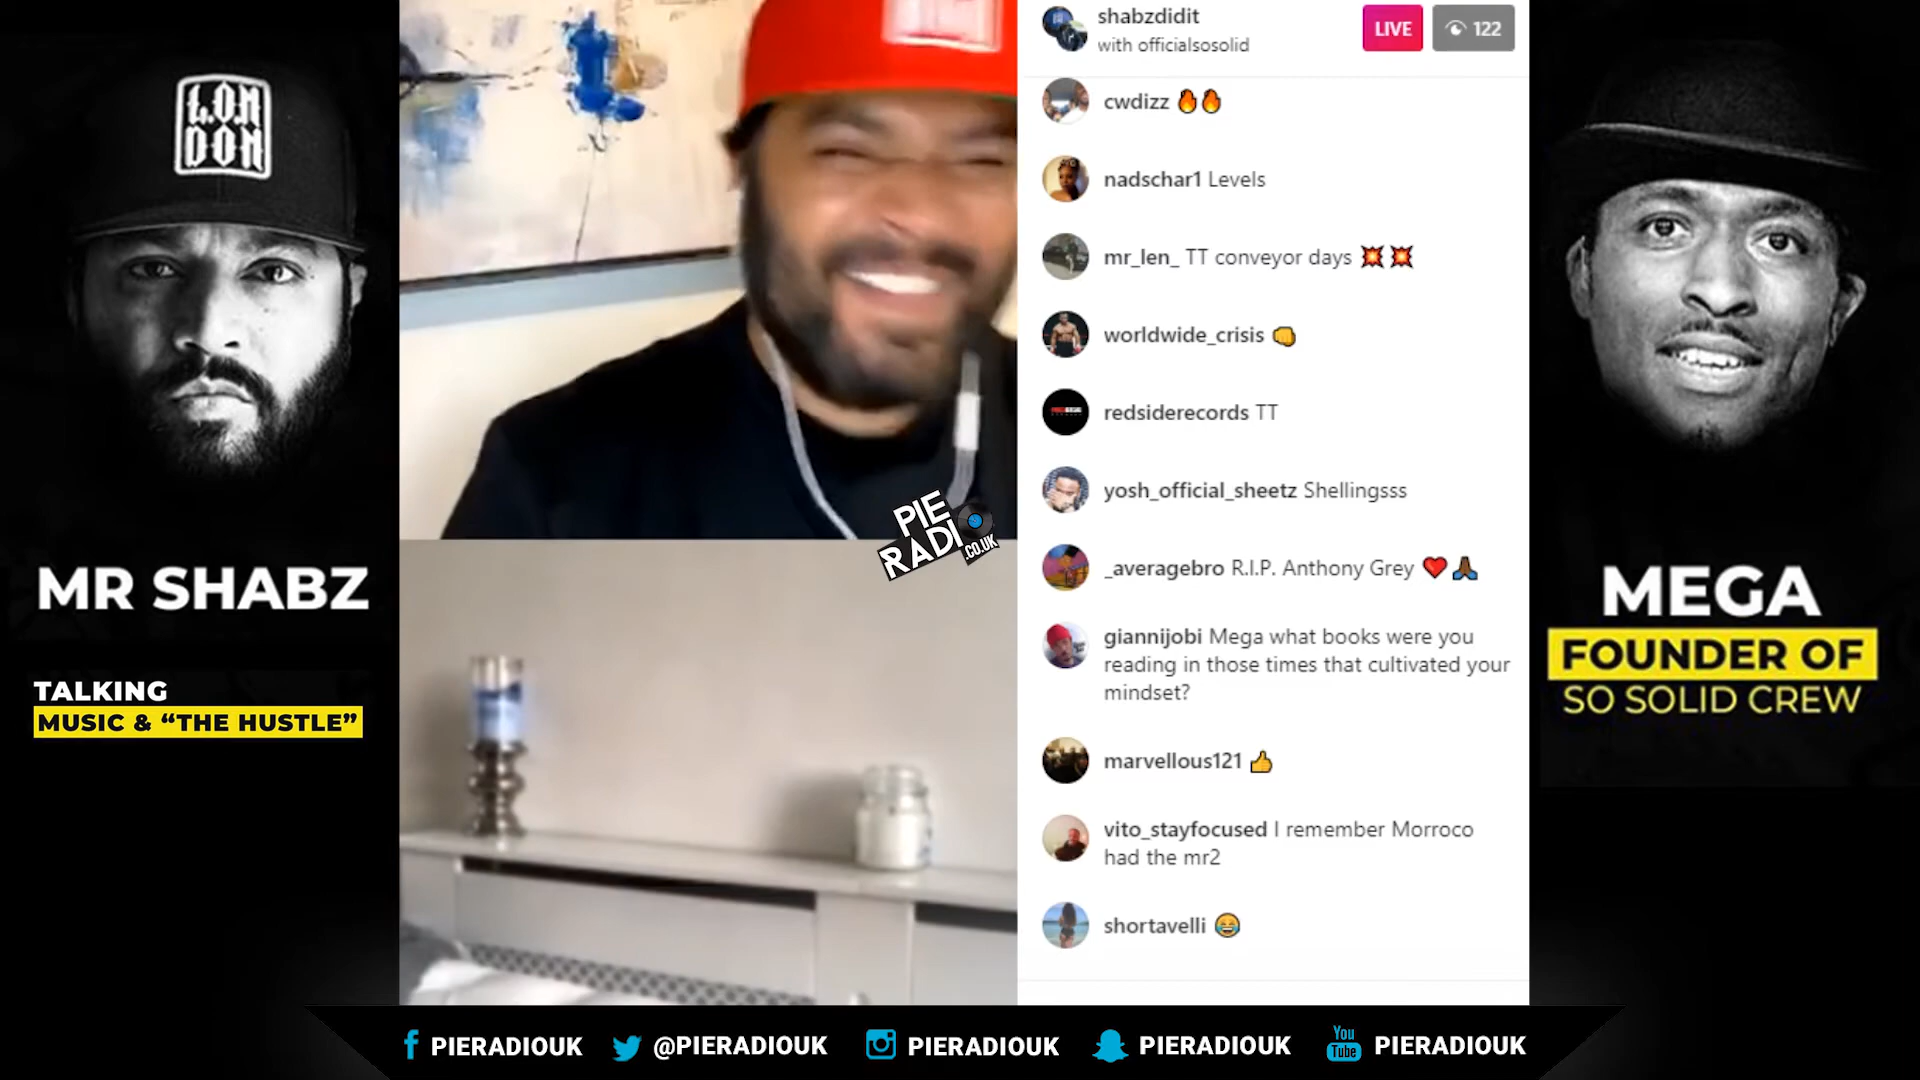 LON
DON
MR SHABZ
TALKING
MUSIC & “THE HUSTLE”
PIE
RADIO
.CO.UK
shabzdidit
with officialsosolid
LIVE
122
cwdizz 🔥🔥
nadschar1 Levels
mr_len_ TT conveyor days 💥💥
worldwide_crisis 👊
redsiderecords TT
yosh_official_sheetz Shellingsss
_averagebro R.I.P. Anthony Grey ❤️🙏🏾
giannijobi Mega what books were you
reading in those times that cultivated your
mindset?
marvellous121 👍
vito_stayfocused I remember Morroco
had the mr2
shortavelli 😂
MEGA
FOUNDER OF
SO SOLID CREW
PIERADIOUK
@PIERADIOUK
PIERADIOUK
PIERADIOUK
You
Tube
PIERADIOUK